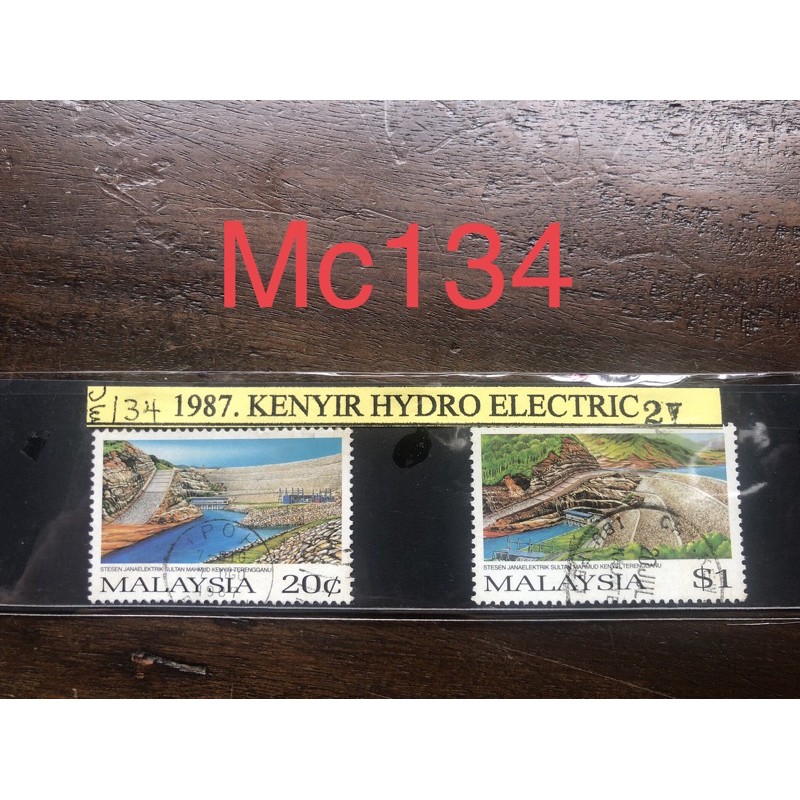 Mc134
134 1987. KENYIR HYDRO ELECTRIC 2V
STESEN JANAELEKTRIK SULTAN MAHMUD KENYIR TERENGGANU
MALAYSIA 20¢
IPOH
STESEN JANAELEKTRIK SULTAN MAHMUD KENYIR TERENGGANU
MALAYSIA $1